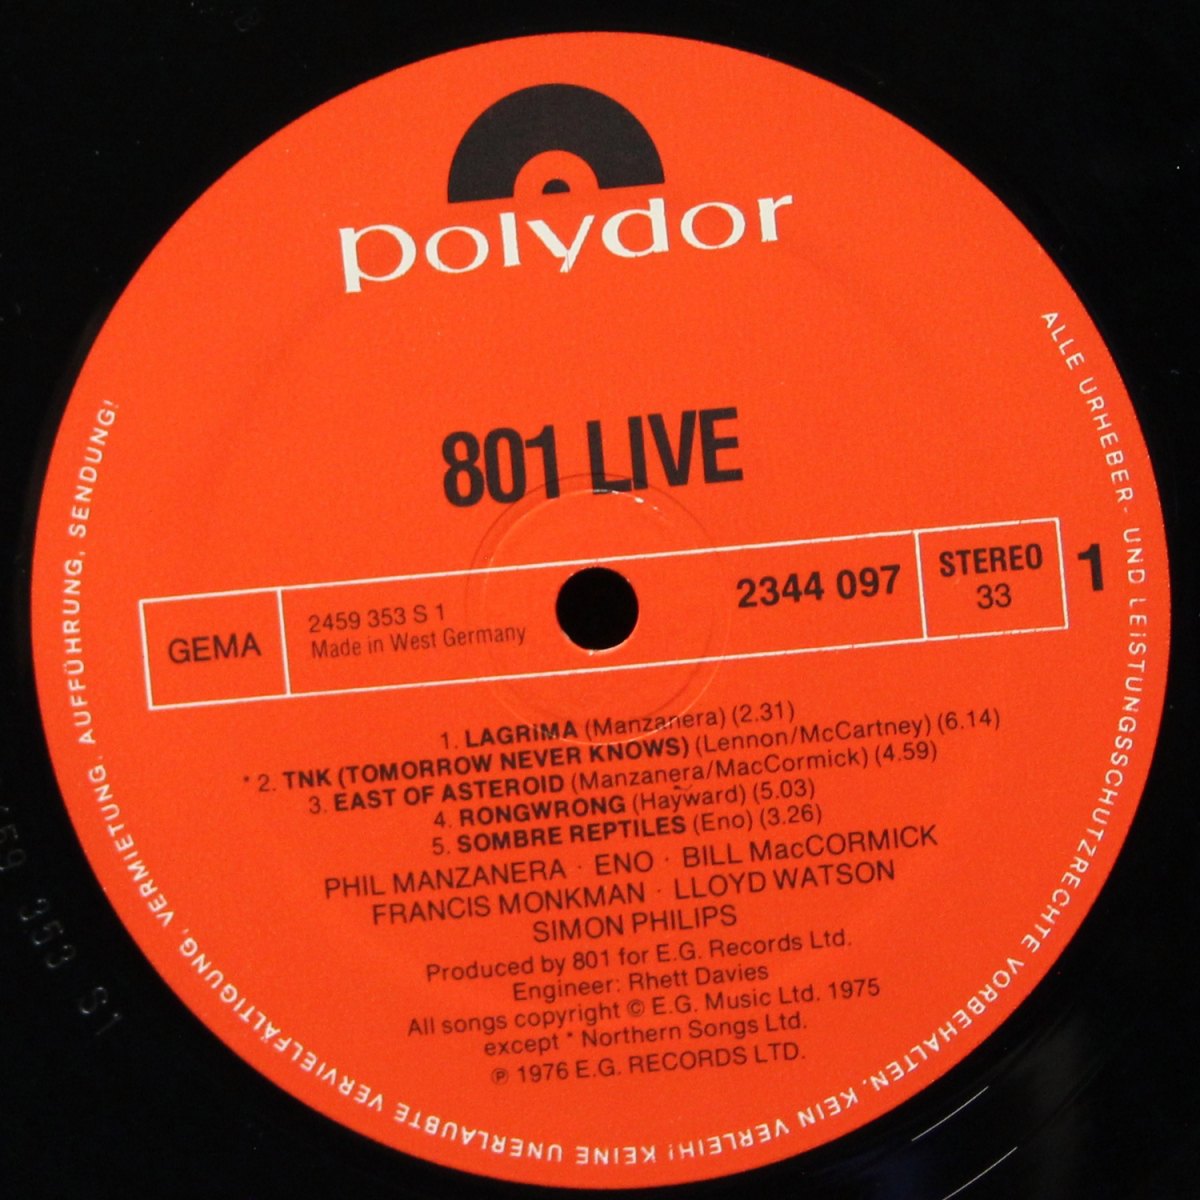 polydor
801 LIVE
GEMA
2459 353 S 1
Made in West Germany
2344 097
STEREO
33
1
1. LAGRiMA (Manzanera) (2.31)
* 2. TNK (TOMORROW NEVER KNOWS) (Lennon/McCartney) (6.14)
3. EAST OF ASTEROID (Manzanera/MacCormick) (4.59)
4. RONGWRONG (Hayward) (5.03)
5. SOMBRE REPTILES (Eno) (3.26)
PHIL MANZANERA · ENO · BILL MacCORMICK
FRANCIS MONKMAN · LLOYD WATSON
SIMON PHILIPS
Produced by 801 for E.G. Records Ltd.
Engineer: Rhett Davies
All songs copyright © E.G. Music Ltd. 1975
except * Northern Songs Ltd.
℗ 1976 E.G. RECORDS LTD.
ALLE URHEBER- UND LEiSTUNGSSCHUTZRECHTE VORBEHALTEN. KEIN VERLEIH! KEINE UNERLAUBTE VERVIELFÄLTIGUNG, VERMIETUNG, AUFFÜHRUNG, SENDUNG!
59 353 S 1